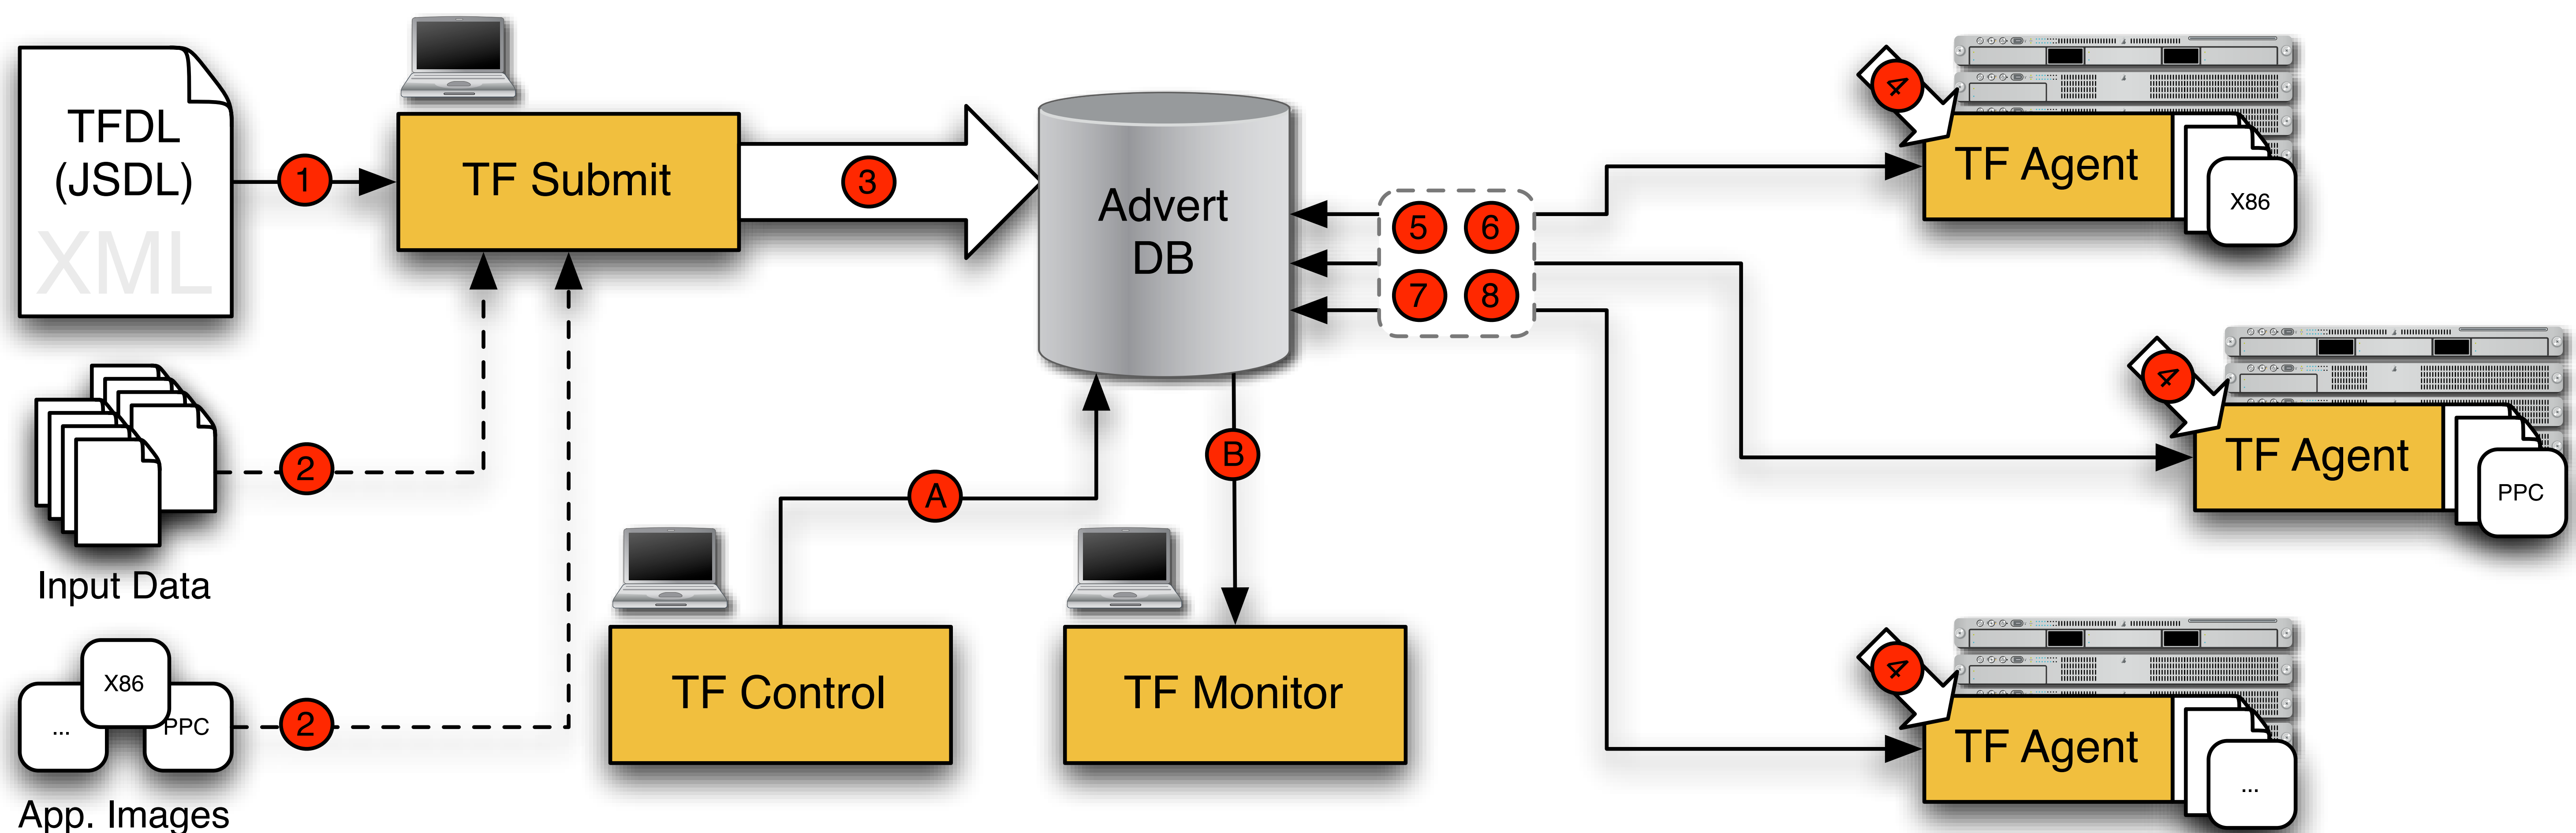 TFDL
(JSDL)
XML
1
TF Submit
3
Advert
DB
5
6
7
8
4
TF Agent
X86
4
TF Agent
PPC
4
TF Agent
...
2
Input Data
X86
...
PPC
2
App. Images
A
B
TF Control
TF Monitor